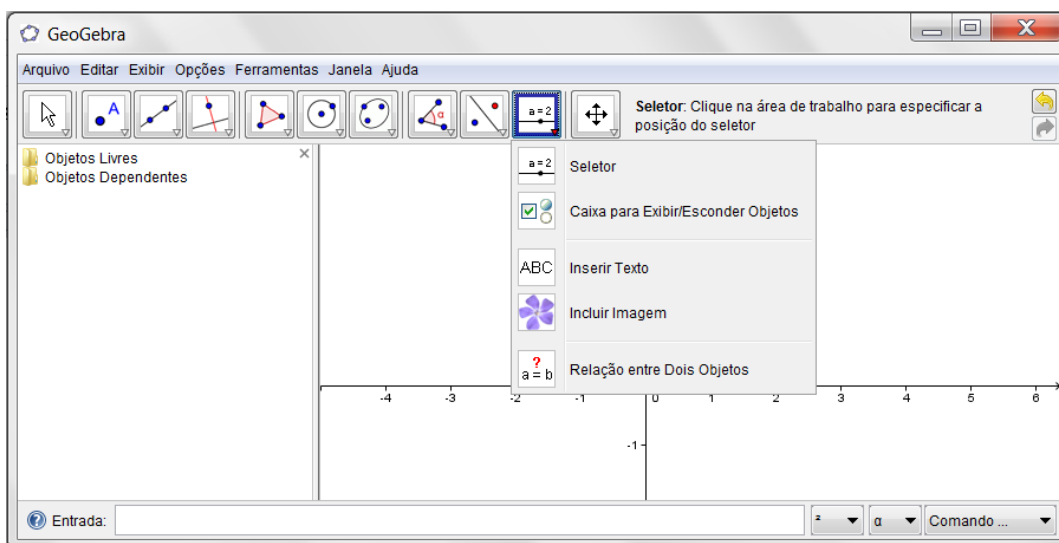 GeoGebra
Arquivo Editar Exibir Opções Ferramentas Janela Ajuda
A
α
a = 2
Seletor: Clique na área de trabalho para especificar a
posição do seletor
Objetos Livres
Objetos Dependentes
a = 2
Seletor
Caixa para Exibir/Esconder Objetos
ABC
Inserir Texto
Incluir Imagem
?
a = b
Relação entre Dois Objetos
-4 -3 -2 -1 0 1 2 3 4 5 6
-1
Entrada:
² α Comando ...